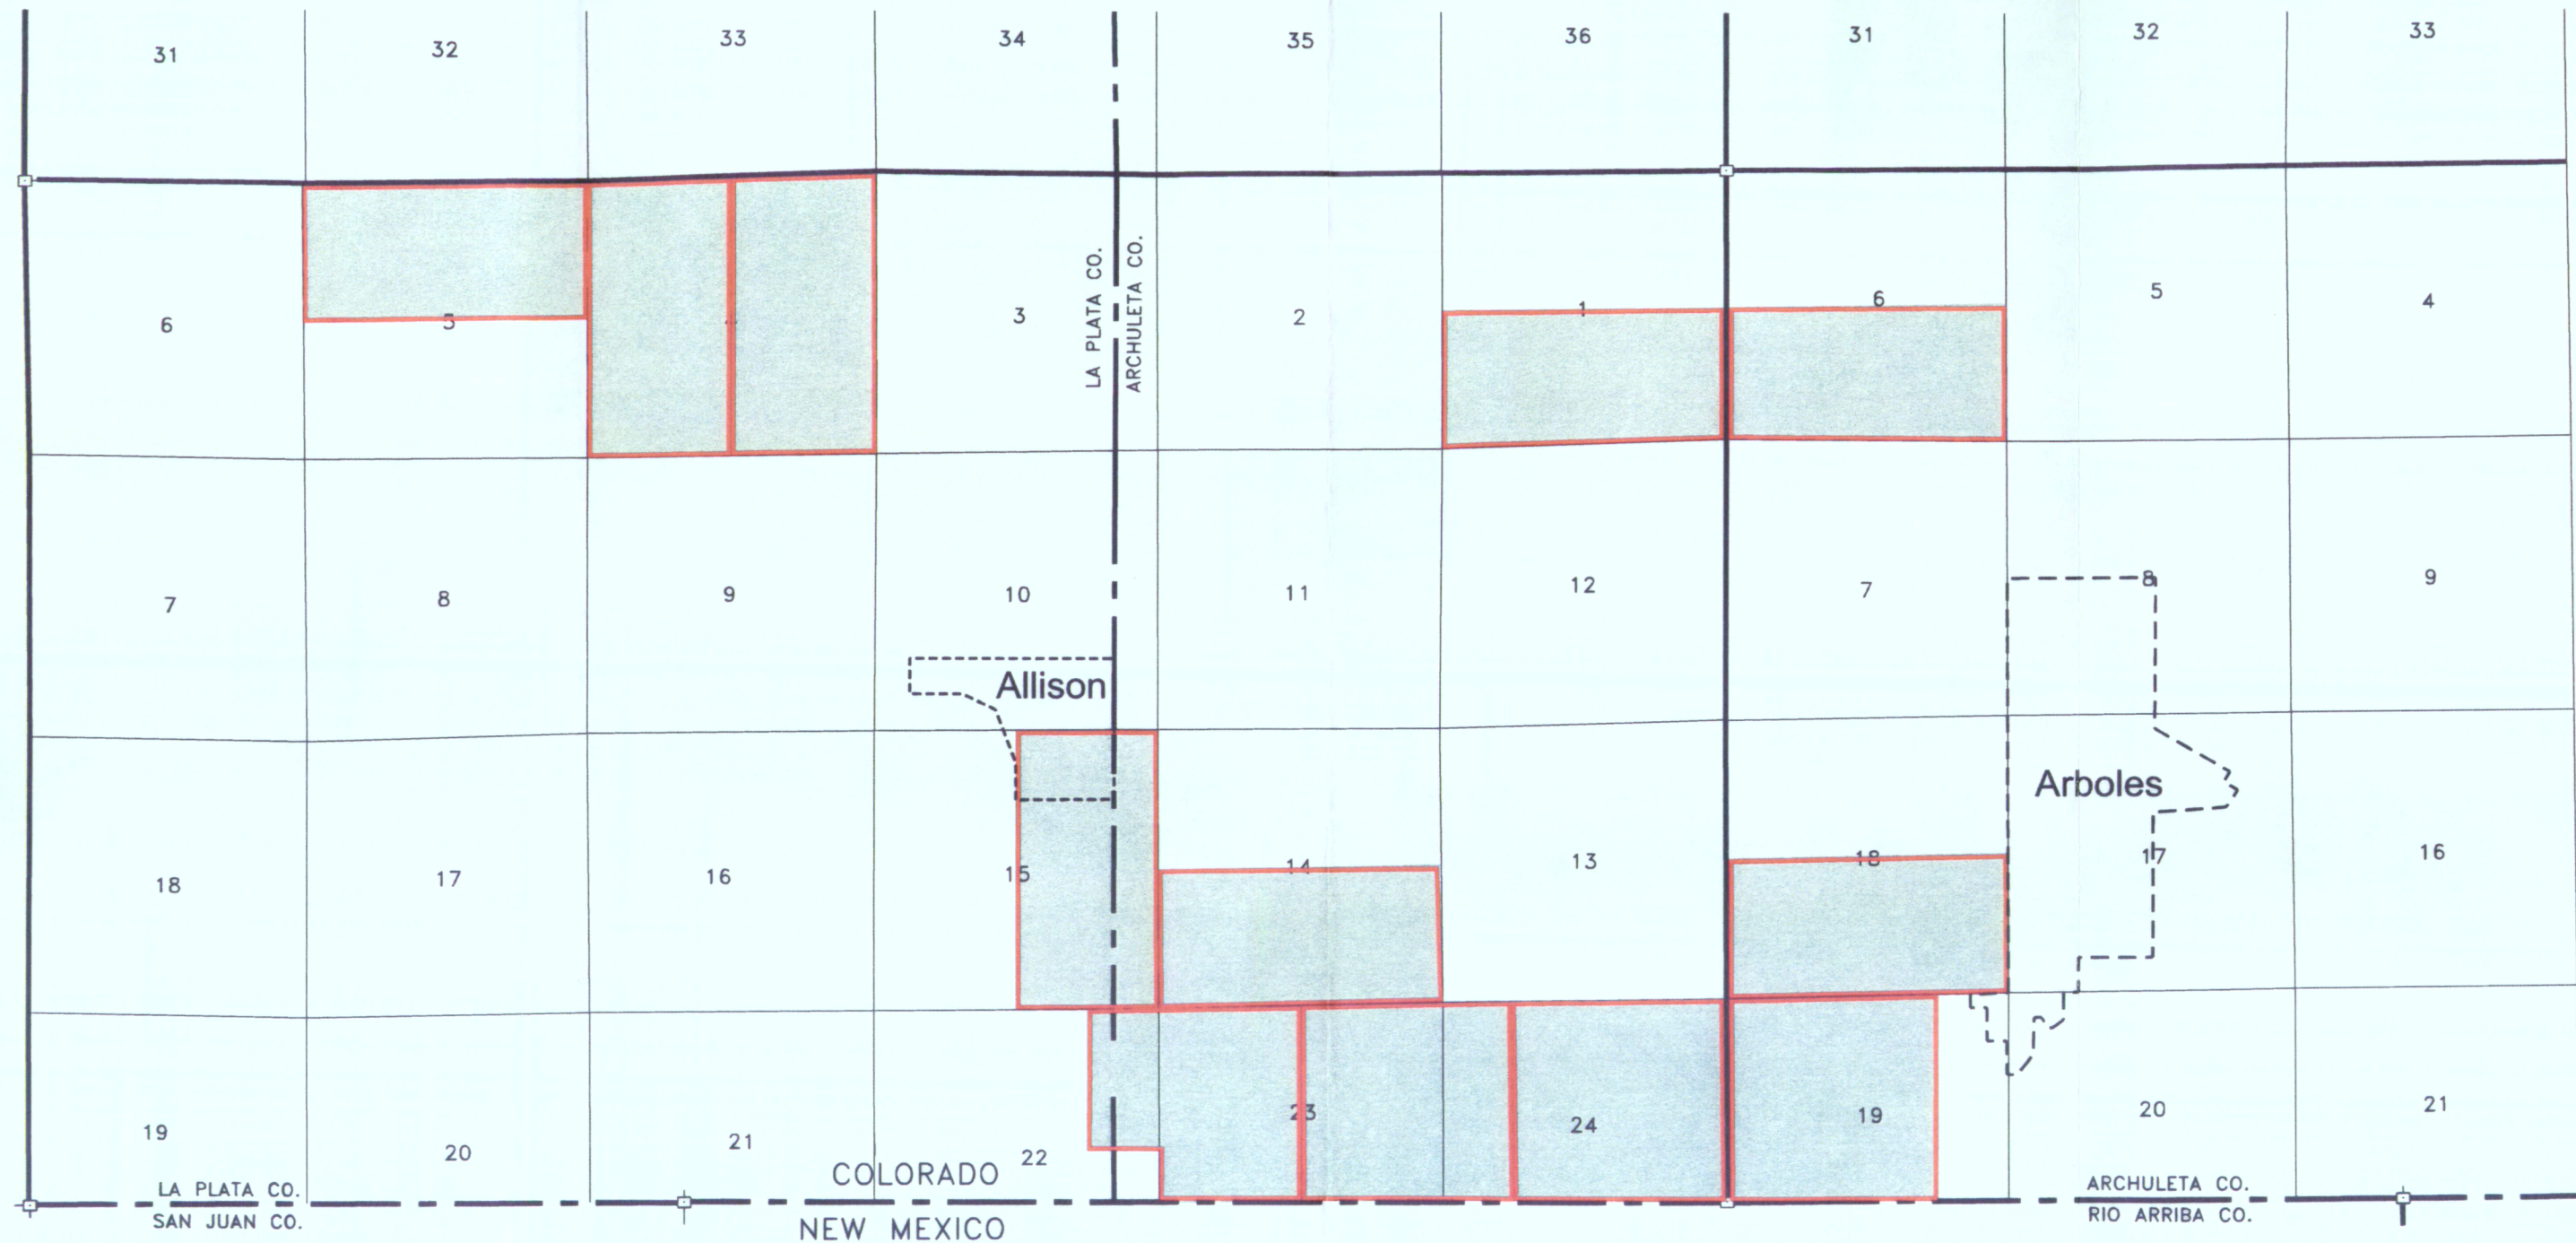 31 32 33 34 35 36 31 32 33
LA PLATA CO.
ARCHULETA CO.
6 5 4 3 2 1 6 5 4
7 8 9 10 11 12 7 8 9
Allison
Arboles
18 17 16 15 14 13 18 17 16
19 20 21 22 23 24 19 20 21
COLORADO
LA PLATA CO.
ARCHULETA CO.
SAN JUAN CO.
NEW MEXICO
RIO ARRIBA CO.